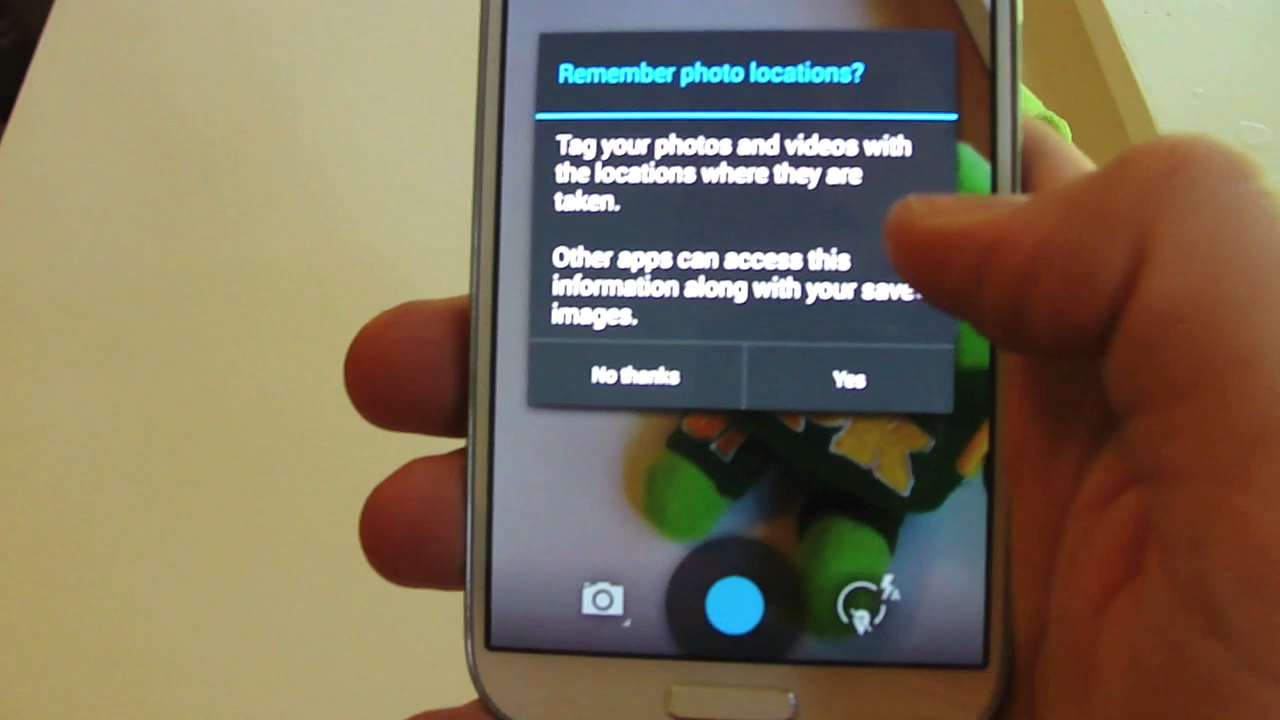 Remember photo locations?
Tag your photos and videos with
the locations where they are
taken.
Other apps can access this
information along with your save
images.
No thanks
Yes